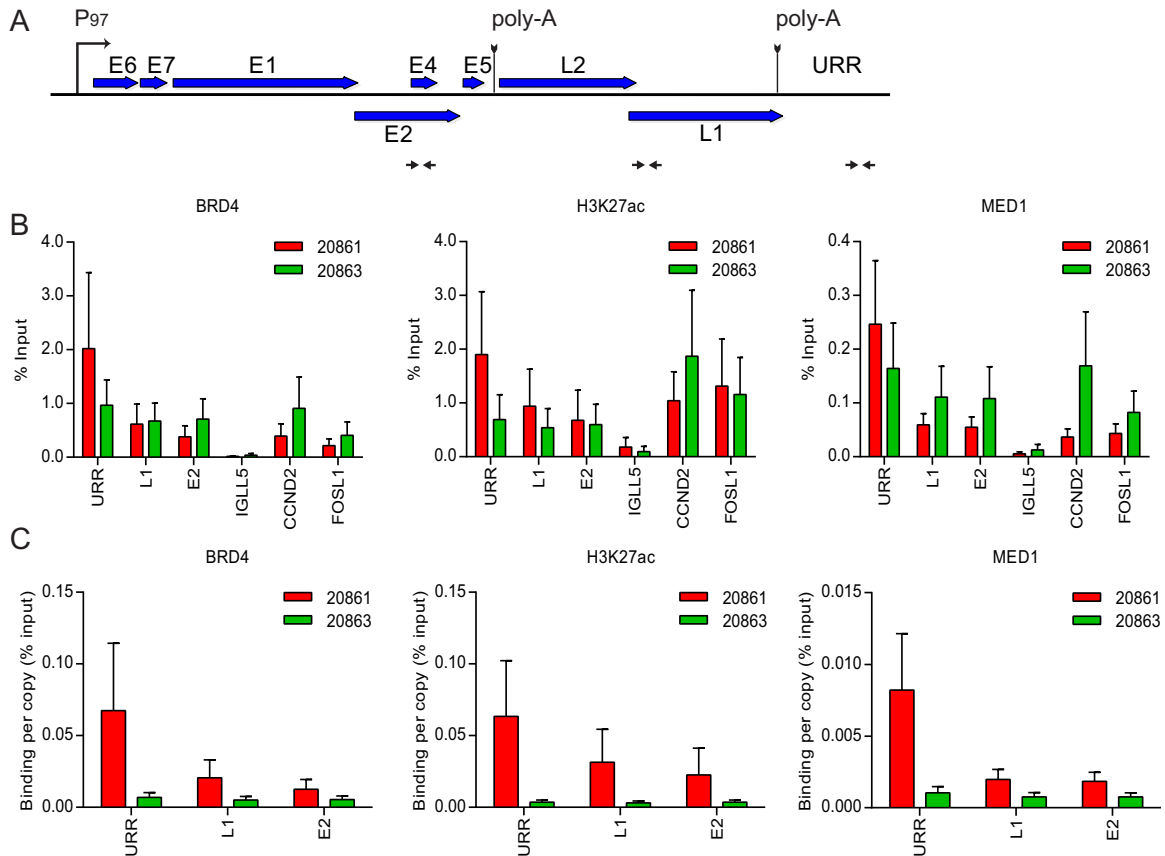 A
P97
poly-A
poly-A
E6
E7
E1
E4
E5
L2
URR
E2
L1
B
BRD4
% Input
4.0
3.0
2.0
1.0
0.0
20861
20863
URR
L1
E2
IGLL5
CCND2
FOSL1
H3K27ac
% Input
4.0
3.0
2.0
1.0
0.0
20861
20863
URR
L1
E2
IGLL5
CCND2
FOSL1
MED1
% Input
0.4
0.3
0.2
0.1
0.0
20861
20863
URR
L1
E2
IGLL5
CCND2
FOSL1
C
BRD4
Binding per copy (% input)
0.15
0.10
0.05
0.00
20861
20863
URR
L1
E2
H3K27ac
Binding per copy (% input)
0.15
0.10
0.05
0.00
20861
20863
URR
L1
E2
MED1
Binding per copy (% input)
0.015
0.010
0.005
0.000
20861
20863
URR
L1
E2